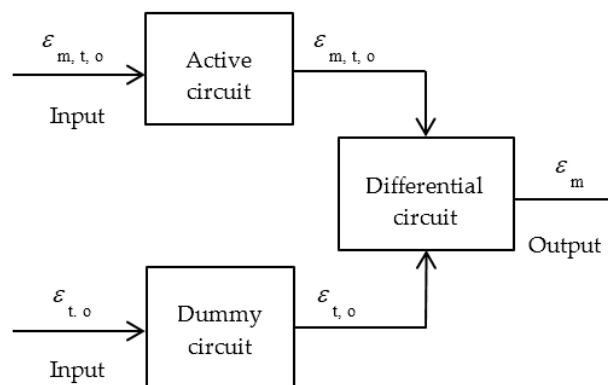 ε m, t, o
Input
Active
circuit
ε m, t, o
Differential
circuit
ε m
Output
ε t. o
Input
Dummy
circuit
ε t, o